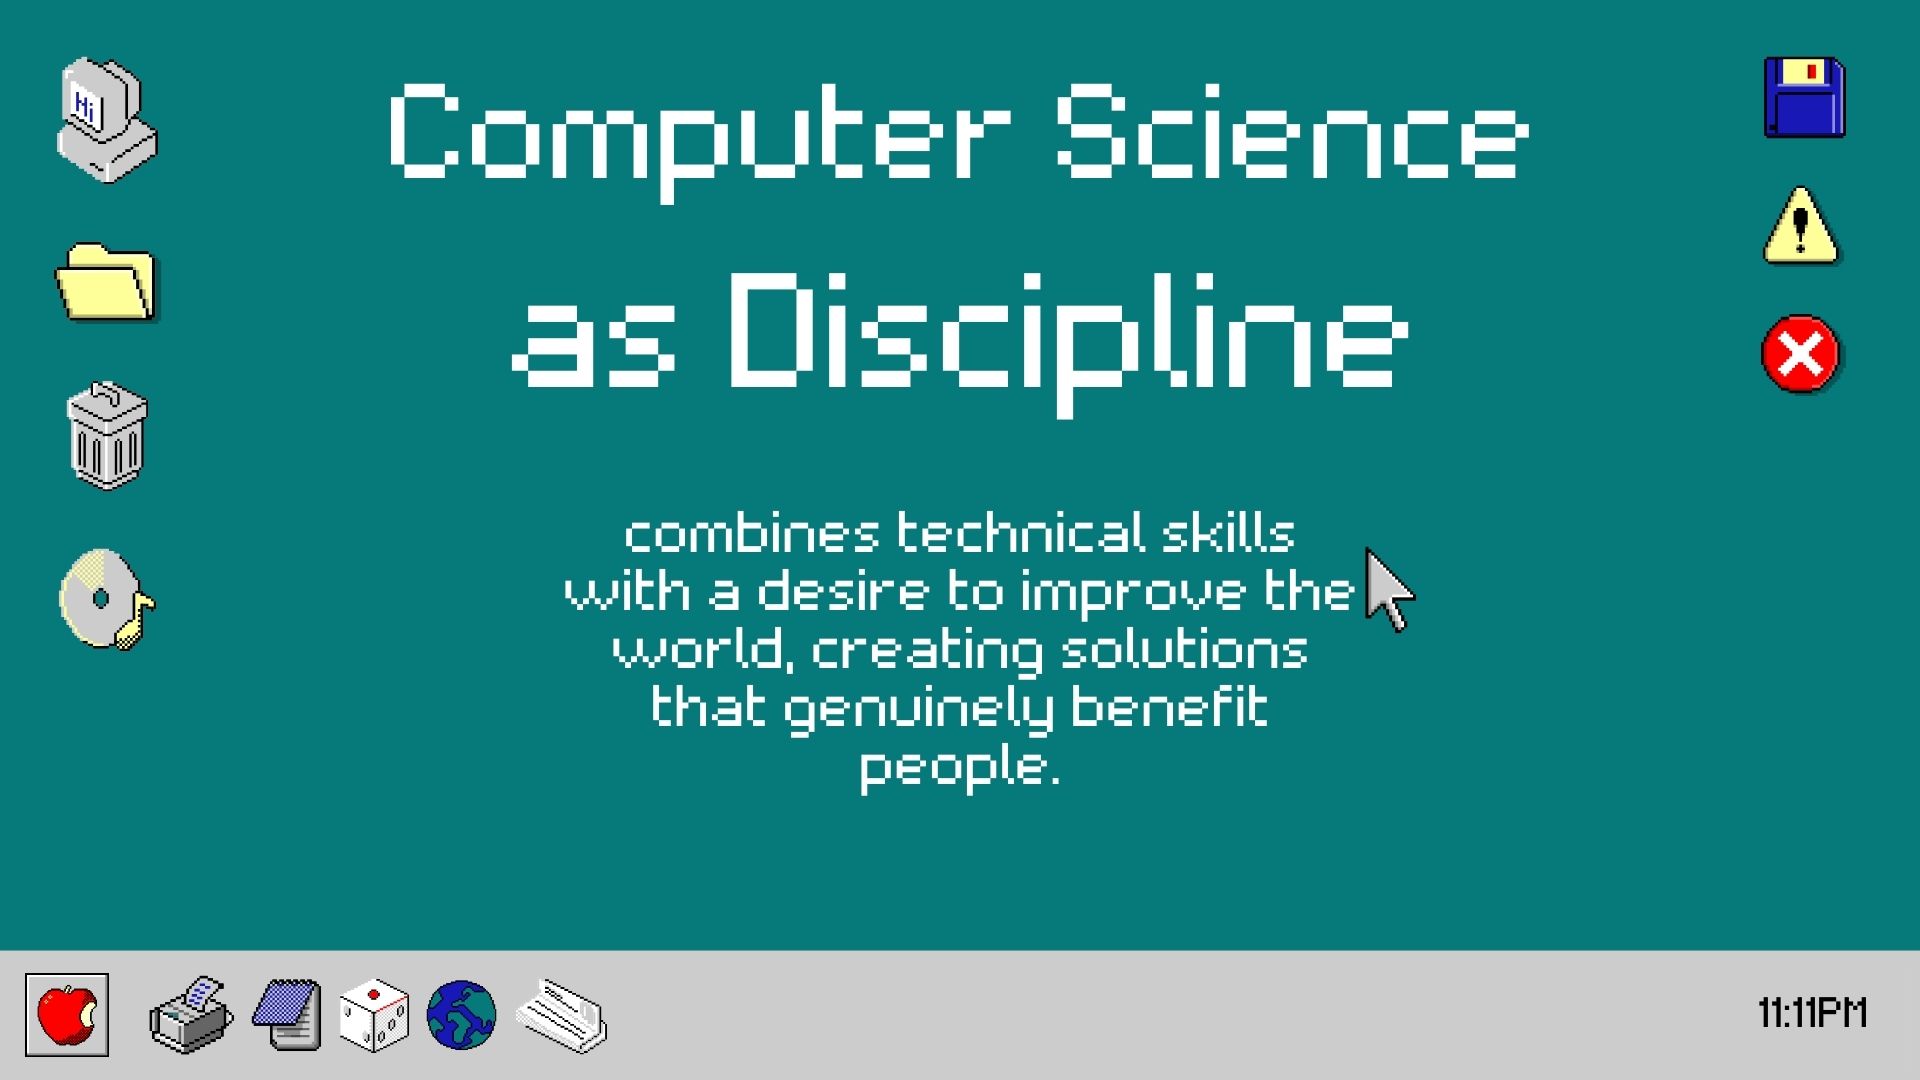 Hi
Computer Science
as Discipline
combines technical skills
with a desire to improve the
world, creating solutions
that genuinely benefit
people.
11:11PM